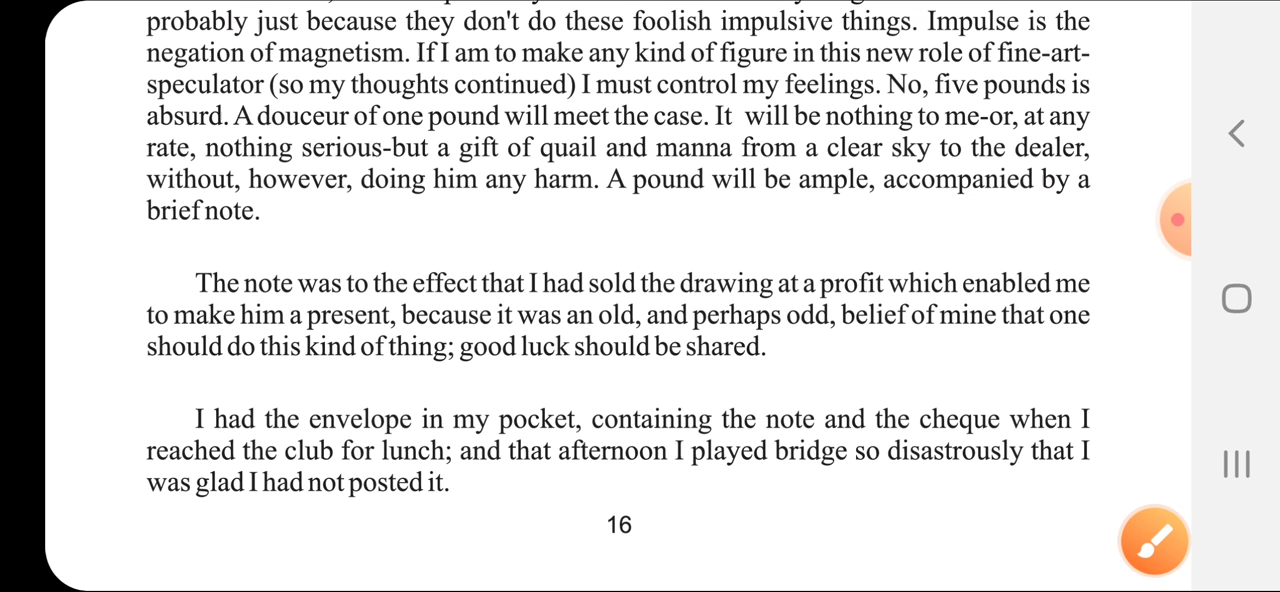 probably just because they don't do these foolish impulsive things. Impulse is the
negation of magnetism. If I am to make any kind of figure in this new role of fine-art-
speculator (so my thoughts continued) I must control my feelings. No, five pounds is
absurd. A douceur of one pound will meet the case. It will be nothing to me-or, at any
rate, nothing serious-but a gift of quail and manna from a clear sky to the dealer,
without, however, doing him any harm. A pound will be ample, accompanied by a
brief note.
The note was to the effect that I had sold the drawing at a profit which enabled me
to make him a present, because it was an old, and perhaps odd, belief of mine that one
should do this kind of thing; good luck should be shared.
I had the envelope in my pocket, containing the note and the cheque when I
reached the club for lunch; and that afternoon I played bridge so disastrously that I
was glad I had not posted it.
16